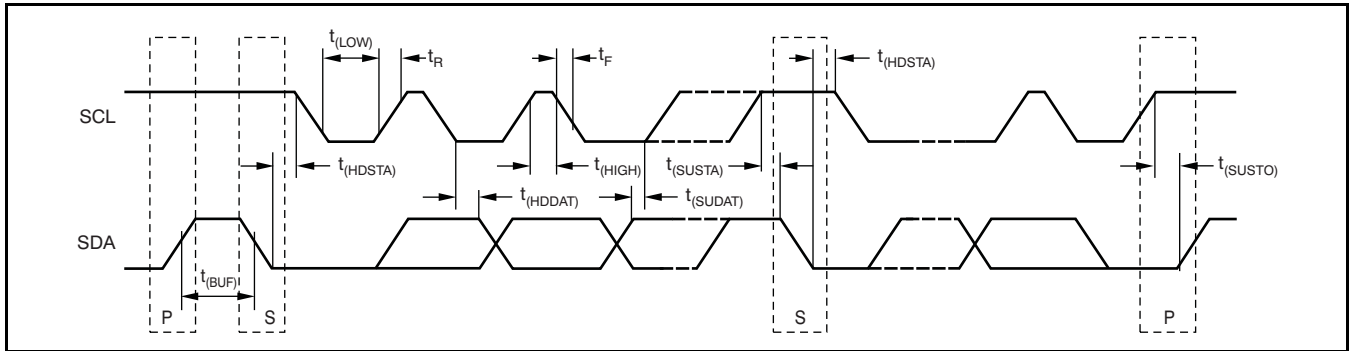 t(LOW)
tR
tF
t(HDSTA)
SCL
t(HDSTA)
t(HIGH)
t(SUSTA)
t(SUSTO)
t(HDDAT)
t(SUDAT)
SDA
t(BUF)
P
S
S
P